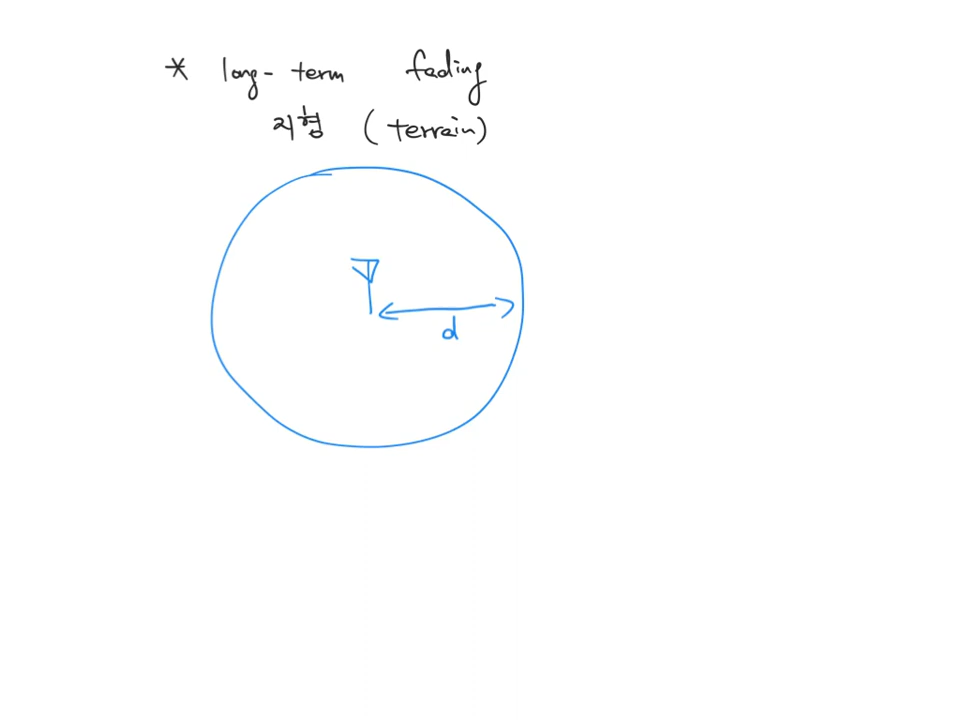 * long-term fading
지형 (terrain)
d